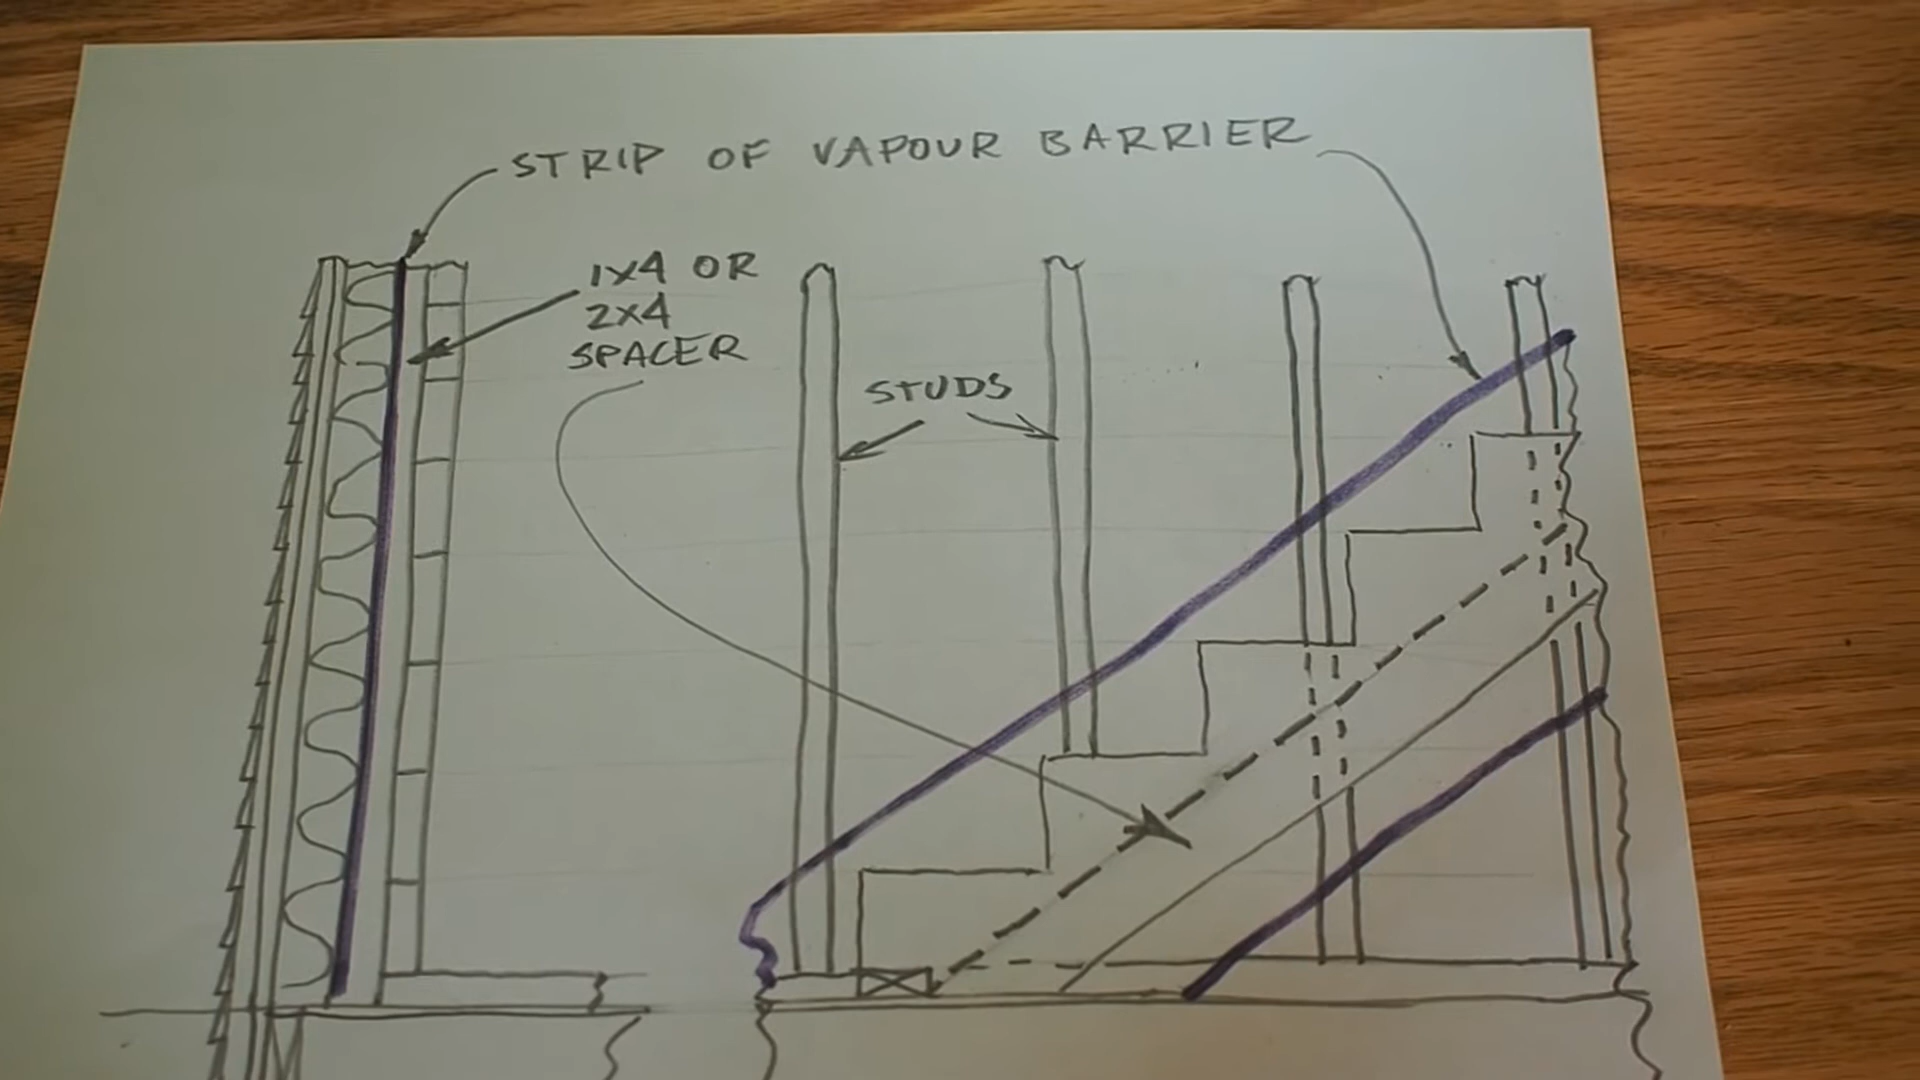 STRIP OF VAPOUR BARRIER
1X4 OR
2X4
SPACER
STUDS